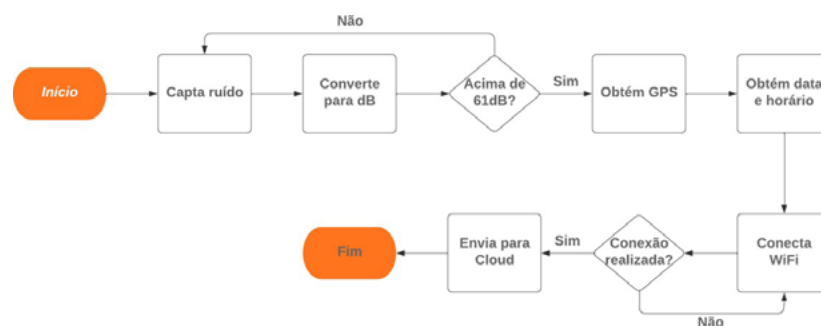 Não
Início
Capta ruído
Converte
para dB
Acima de
61dB?
Sim
Obtém GPS
Obtém data
e horário
Fim
Envia para
Cloud
Sim
Conexão
realizada?
Conecta
WiFi
Não